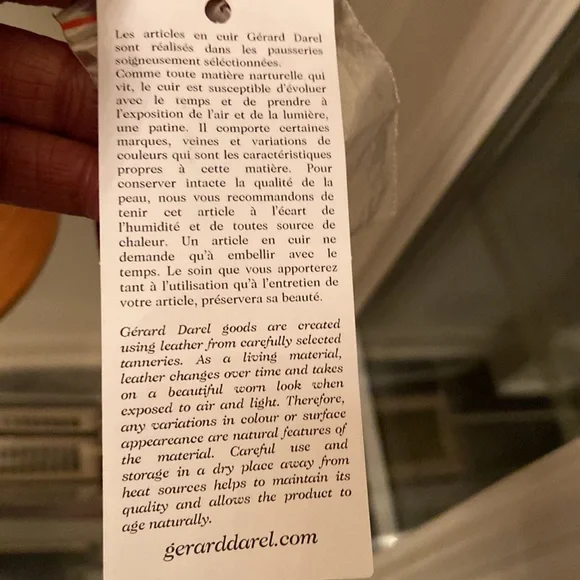 Les articles en cuir Gérard Darel
sont réalisés dans les pausseries
soigneusement séléctionnées.
Comme toute matière narturelle qui
vit, le cuir est susceptible d'évoluer
avec le temps et de prendre à
l'exposition de l'air et de la lumière,
une patine. Il comporte certaines
marques, veines et variations de
couleurs qui sont les caractéristiques
propres à cette matière. Pour
conserver intacte la qualité de la
peau, nous vous recommandons de
tenir cet article à l'écart de
l'humidité et de toutes source de
chaleur. Un article en cuir ne
demande qu'à embellir avec le
temps. Le soin que vous apporterez
tant à l'utilisation qu'à l'entretien de
votre article, préservera sa beauté.
Gérard Darel goods are created
using leather from carefully selected
tanneries. As a living material,
leather changes over time and takes
on a beautiful worn look when
exposed to air and light. Therefore,
any variations in colour or surface
appeareance are natural features of
the material. Careful use and
storage in a dry place away from
heat sources helps to maintain its
quality and allows the product to
age naturally.
gerarddarel.com